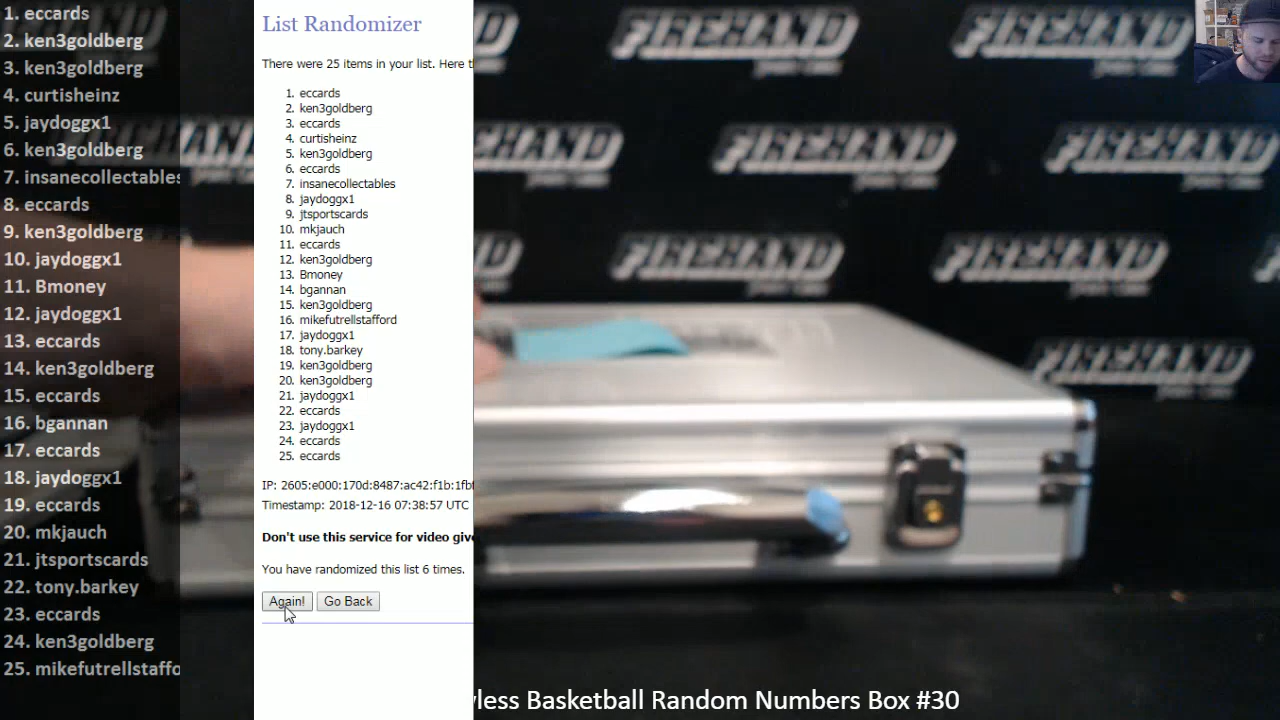 1. eccards
2. ken3goldberg
3. ken3goldberg
4. curtisheinz
5. jaydoggx1
6. ken3goldberg
7. insanecollectables
8. eccards
9. ken3goldberg
10. jaydoggx1
11. Bmoney
12. jaydoggx1
13. eccards
14. ken3goldberg
15. eccards
16. bgannan
17. eccards
18. jaydoggx1
19. eccards
20. mkjauch
21. jtsportscards
22. tony.barkey
23. eccards
24. ken3goldberg
25. mikefutrellstaffo
List Randomizer
There were 25 items in your list. Here t
1. eccards
2. ken3goldberg
3. eccards
4. curtisheinz
5. ken3goldberg
6. eccards
7. insanecollectables
8. jaydoggx1
9. jtsportscards
10. mkjauch
11. eccards
12. ken3goldberg
13. Bmoney
14. bgannan
15. ken3goldberg
16. mikefutrellstafford
17. jaydoggx1
18. tony.barkey
19. ken3goldberg
20. ken3goldberg
21. jaydoggx1
22. eccards
23. jaydoggx1
24. eccards
25. eccards
IP: 2605:e000:170d:8487:ac42:f1b:1fb
Timestamp: 2018-12-16 07:38:57 UTC
Don't use this service for video give
You have randomized this list 6 times.
Again! Go Back
FIREHAND FIREHAND
FIREHAND FIREHAND
FIREHAND FIREHAND
FIREHAND
wless Basketball Random Numbers Box #30